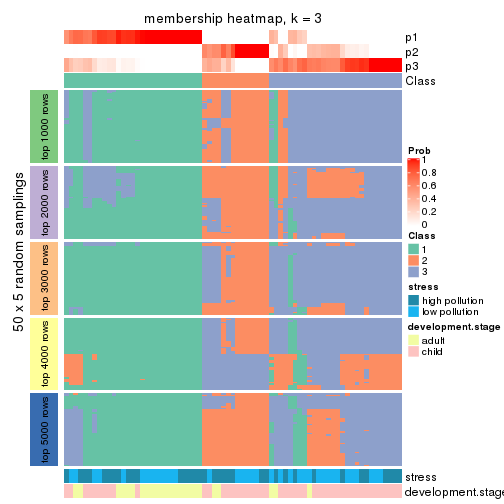 membership heatmap, k = 3
p1
p2
p3
Class
50 x 5 random samplings
top 1000 rows
top 2000 rows
top 3000 rows
top 4000 rows
top 5000 rows
stress
development.stage
Prob
1
0.8
0.6
0.4
0.2
0
Class
1
2
3
stress
high pollution
low pollution
development.stage
adult
child